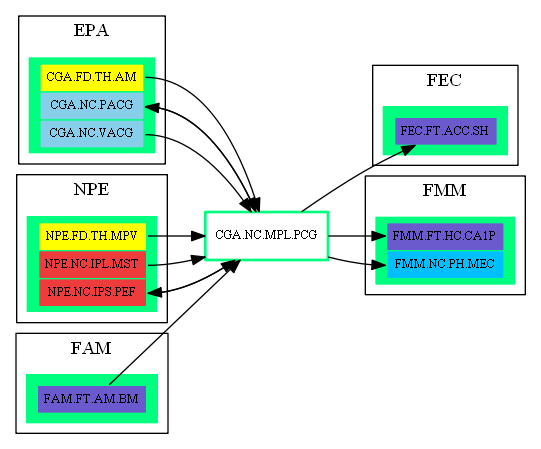 EPA
CGA.FD.TH.AM
CGA.NC.PACG
CGA.NC.VACG
NPE
NPE.FD.TH.MPV
NPE.NC.IPL.MST
NPE.NC.IPS.PEF
FAM
FAM.FT.AM.BM
CGA.NC.MPL.PCG
FEC
FEC.FT.ACC.SH
FMM
FMM.FT.HC.CA1P
FMM.NC.PH.MEC